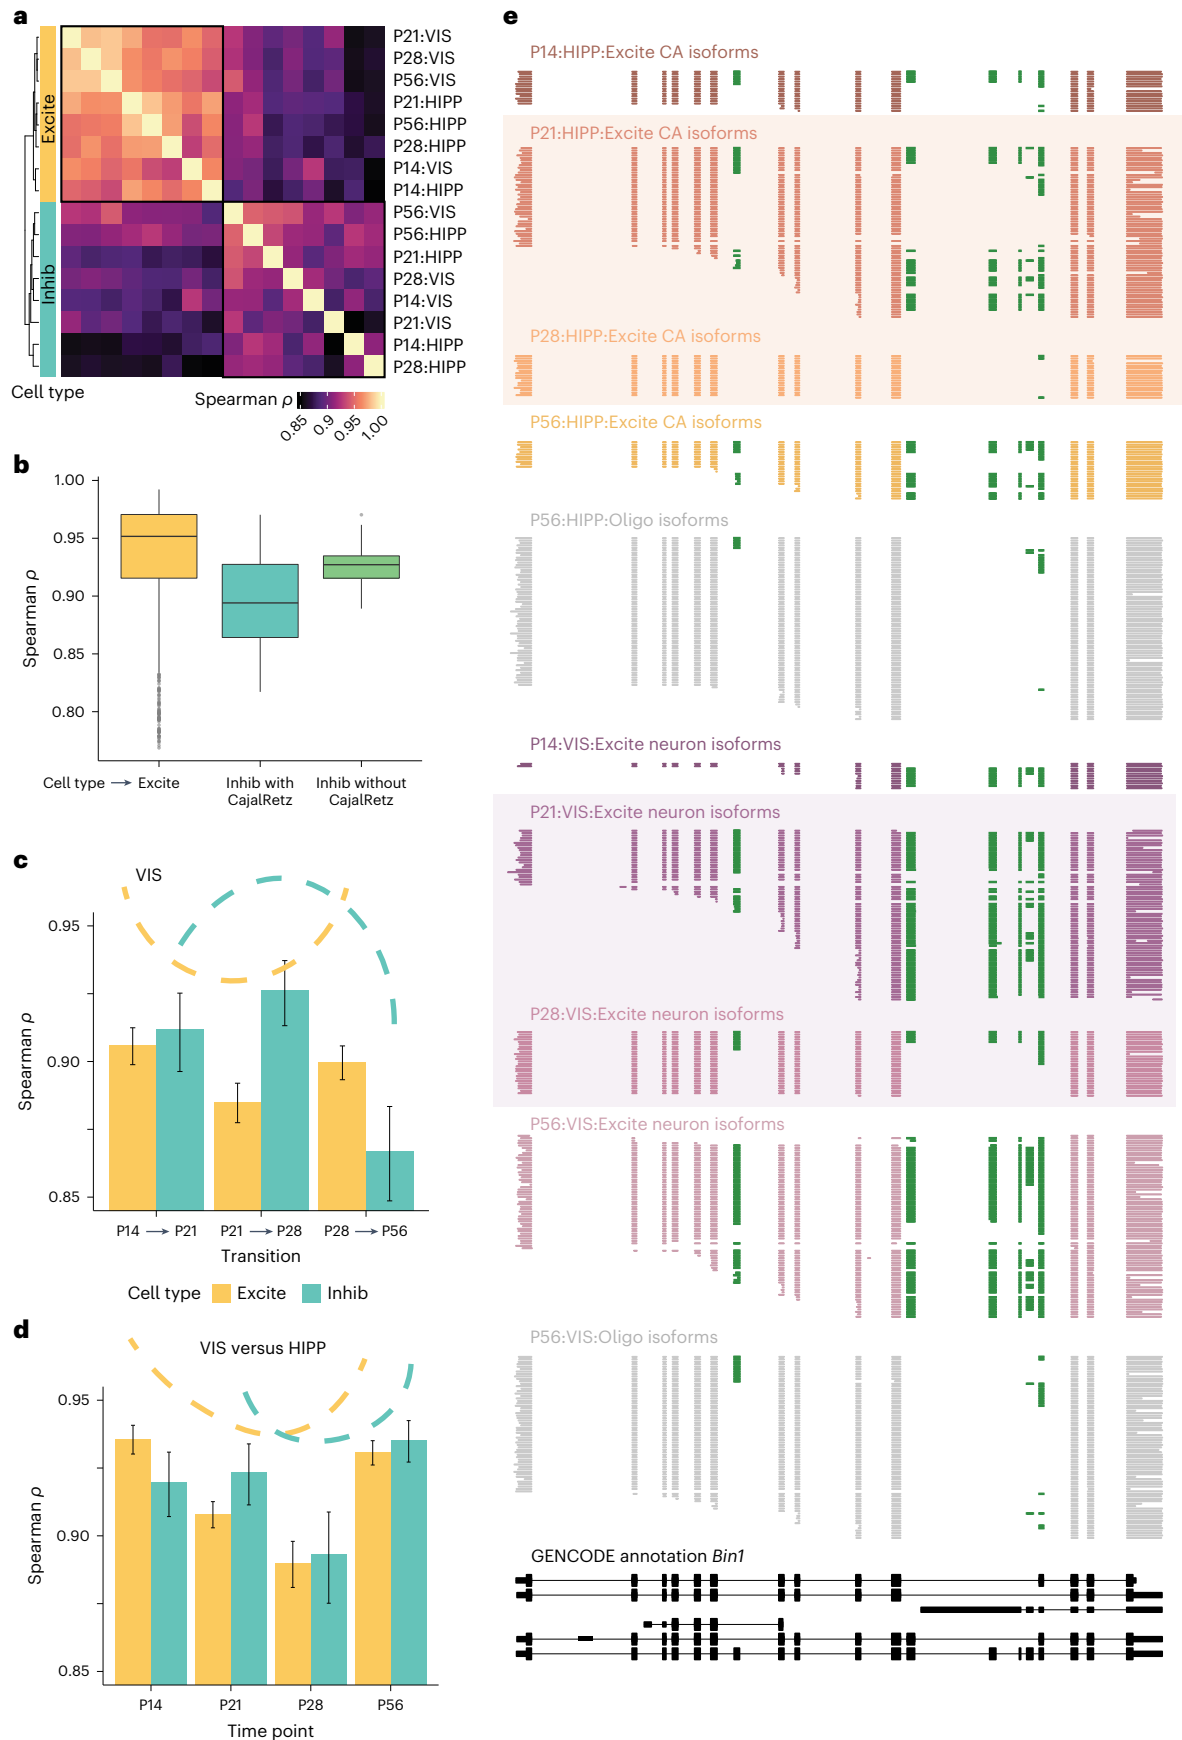 a
Excite
Inhib
P21:VIS
P28:VIS
P56:VIS
P21:HIPP
P56:HIPP
P28:HIPP
P14:VIS
P14:HIPP
P56:VIS
P56:HIPP
P21:HIPP
P28:VIS
P14:VIS
P21:VIS
P14:HIPP
P28:HIPP
Cell type
Spearman ρ
0.85
0.9
0.95
1.00
b
Spearman ρ
1.00
0.95
0.90
0.85
0.80
Cell type → Excite
Inhib with
CajalRetz
Inhib without
CajalRetz
c
VIS
Spearman ρ
0.95
0.90
0.85
P14 → P21
P21 → P28
P28 → P56
Transition
Cell type
Excite
Inhib
d
VIS versus HIPP
Spearman ρ
0.95
0.90
0.85
P14
P21
P28
P56
Time point
e
P14:HIPP:Excite CA isoforms
P21:HIPP:Excite CA isoforms
P28:HIPP:Excite CA isoforms
P56:HIPP:Excite CA isoforms
P56:HIPP:Oligo isoforms
P14:VIS:Excite neuron isoforms
P21:VIS:Excite neuron isoforms
P28:VIS:Excite neuron isoforms
P56:VIS:Excite neuron isoforms
P56:VIS:Oligo isoforms
GENCODE annotation Bin1